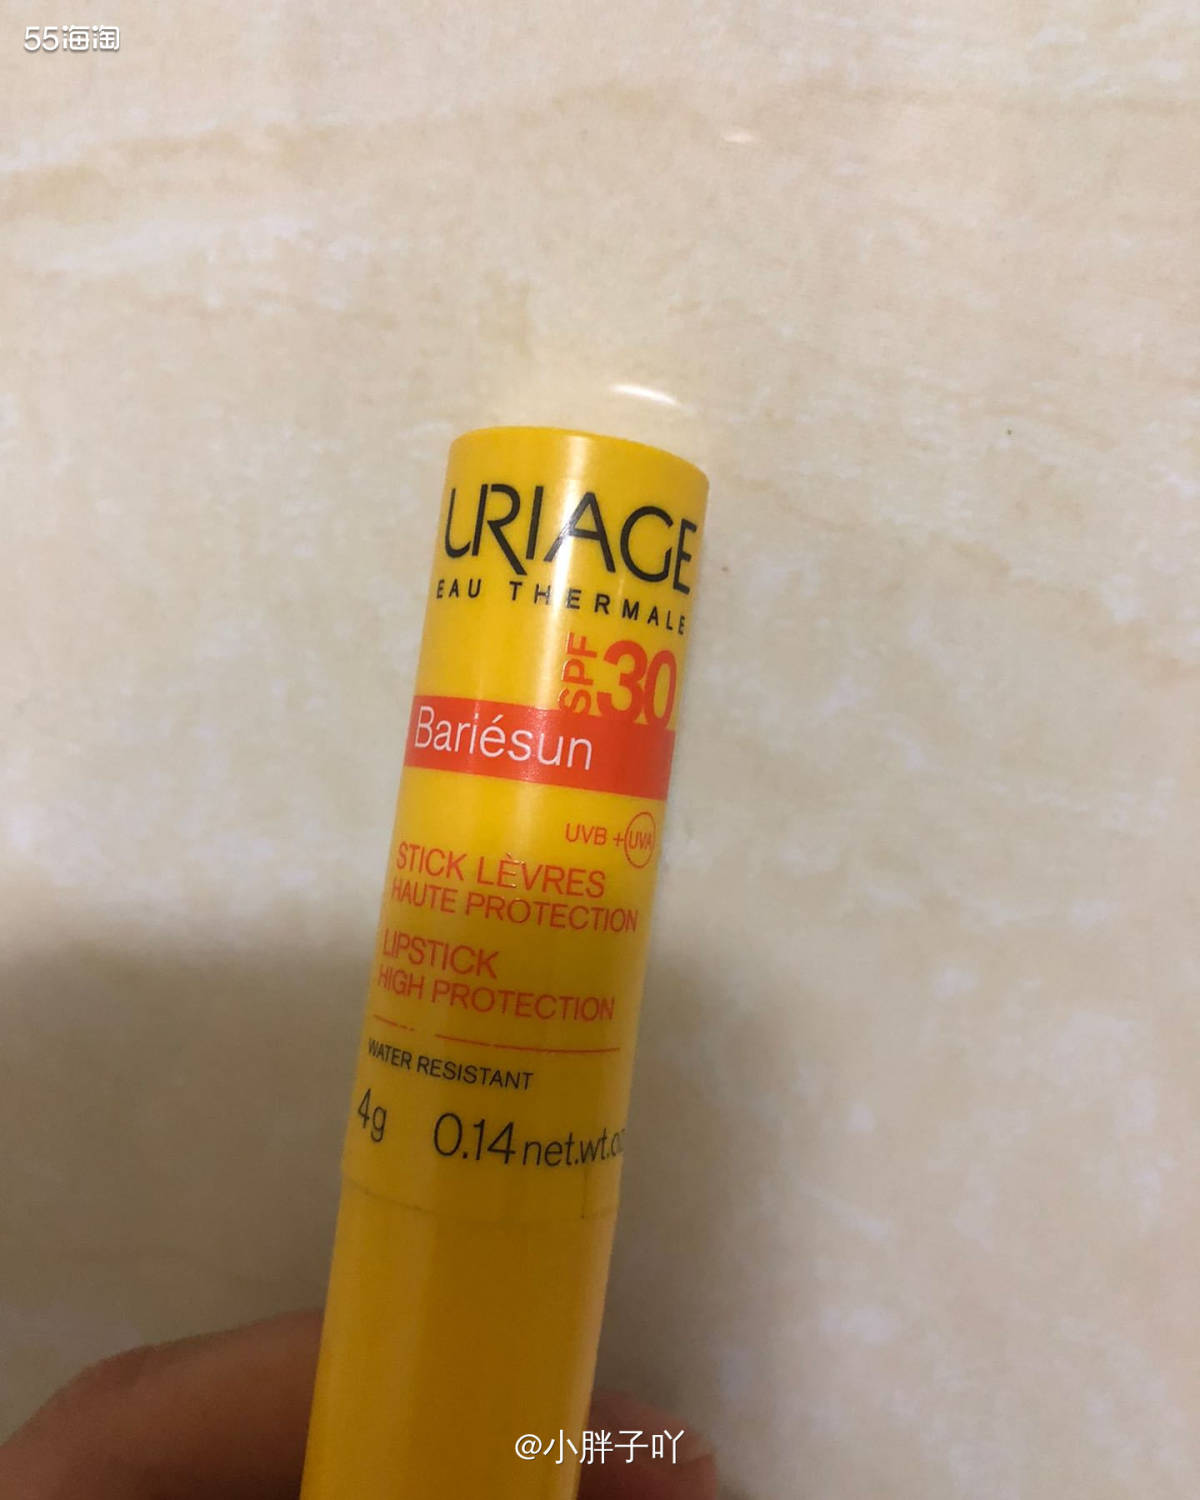 55海淘
URIAGE
EAU THERMALE
SPF 30
Bariésun
UVB + UVA
STICK LÈVRES
HAUTE PROTECTION
LIPSTICK
HIGH PROTECTION
WATER RESISTANT
4g 0.14 net.wt.oz
@小胖子吖